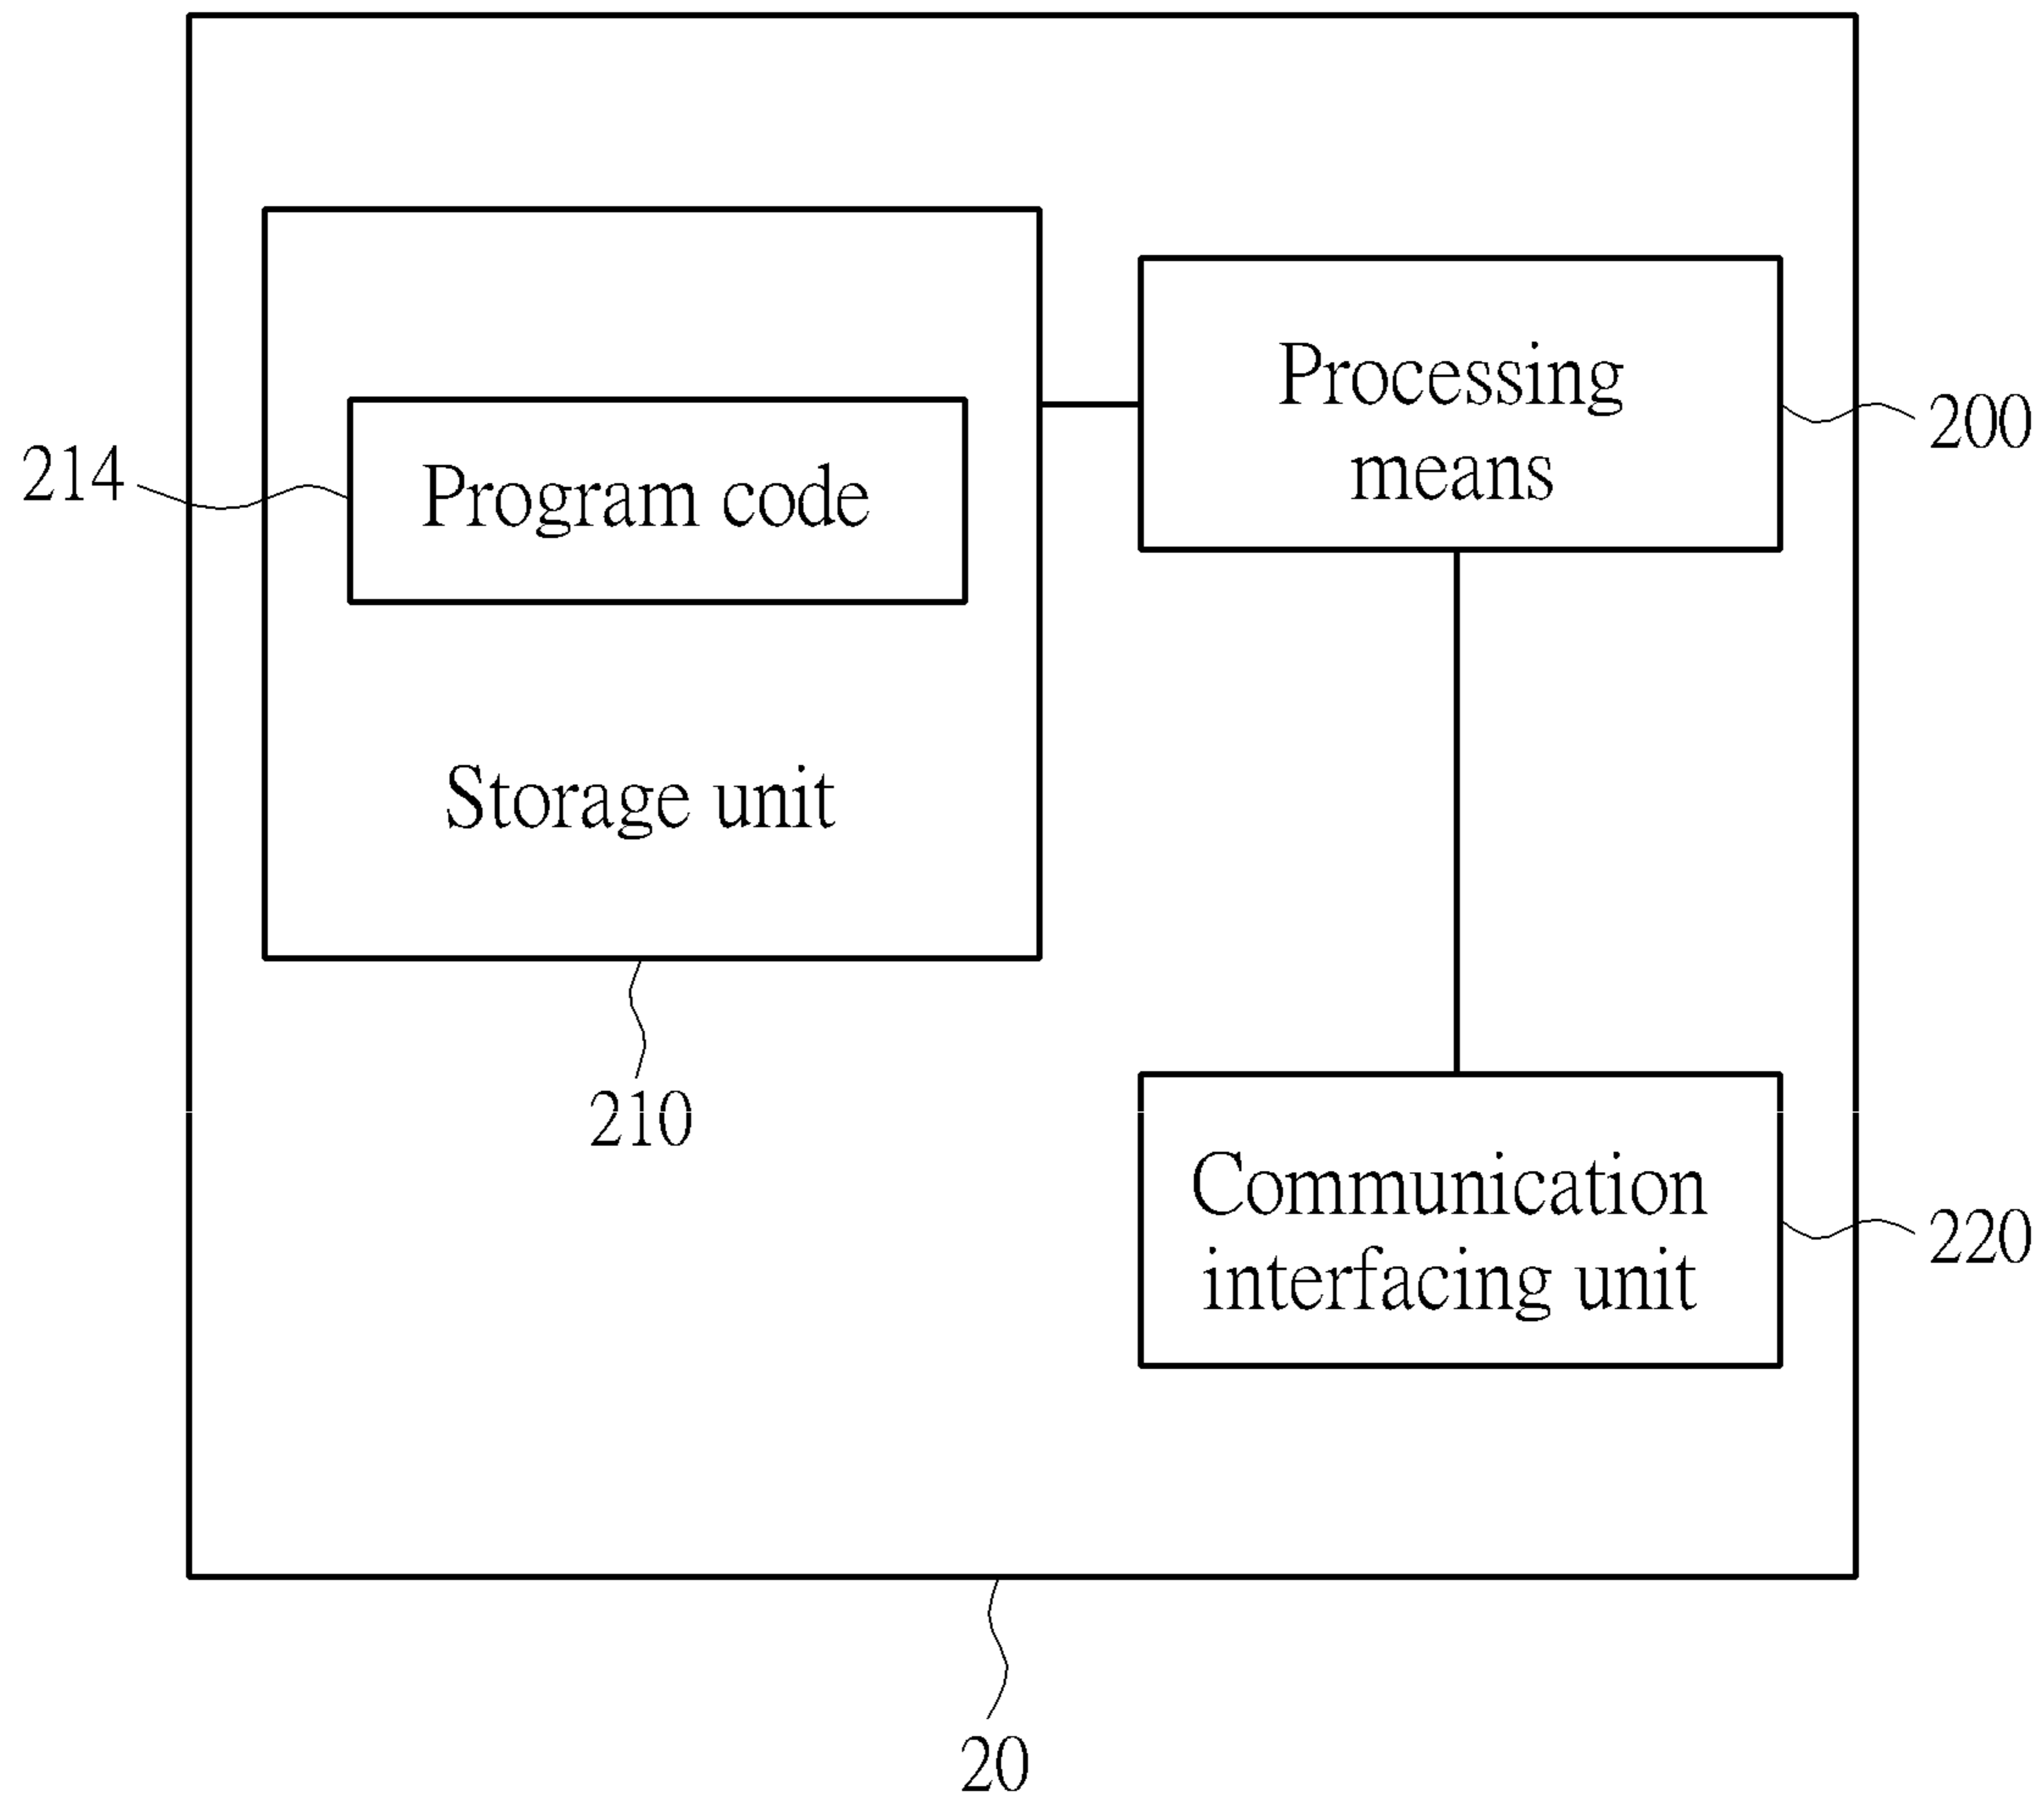 Processing
means
200
214
Program code
Storage unit
210
Communication
interfacing unit
220
20